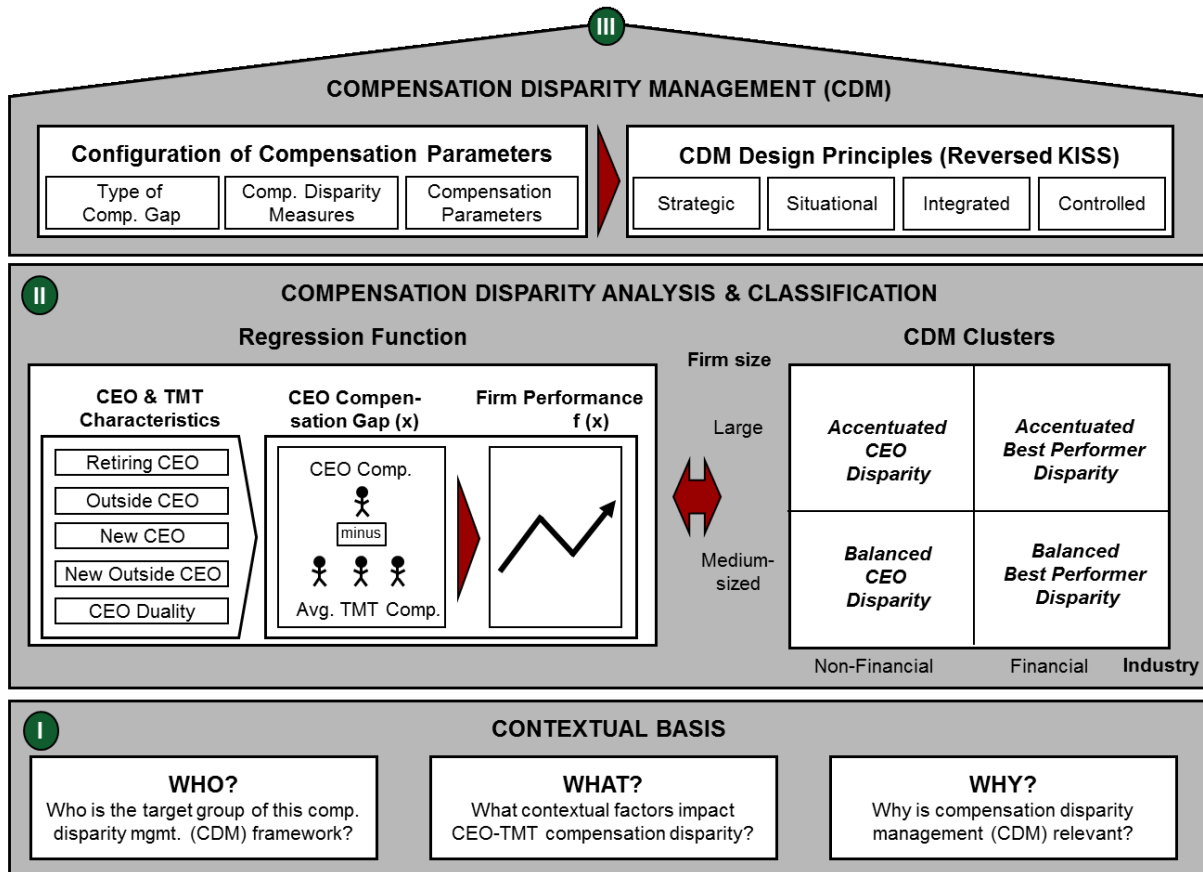 III
COMPENSATION DISPARITY MANAGEMENT (CDM)
Configuration of Compensation Parameters
Type of
Comp. Gap
Comp. Disparity
Measures
Compensation
Parameters
CDM Design Principles (Reversed KISS)
Strategic
Situational
Integrated
Controlled
II
COMPENSATION DISPARITY ANALYSIS & CLASSIFICATION
Regression Function
CEO & TMT
Characteristics
Retiring CEO
Outside CEO
New CEO
New Outside CEO
CEO Duality
CEO Compen-
sation Gap (x)
CEO Comp.
minus
Avg. TMT Comp.
Firm Performance
f (x)
CDM Clusters
Firm size
Large
Medium-
sized
Accentuated
CEO
Disparity
Accentuated
Best Performer
Disparity
Balanced
CEO
Disparity
Balanced
Best Performer
Disparity
Non-Financial
Financial
Industry
I
CONTEXTUAL BASIS
WHO?
Who is the target group of this comp.
disparity mgmt. (CDM) framework?
WHAT?
What contextual factors impact
CEO-TMT compensation disparity?
WHY?
Why is compensation disparity
management (CDM) relevant?